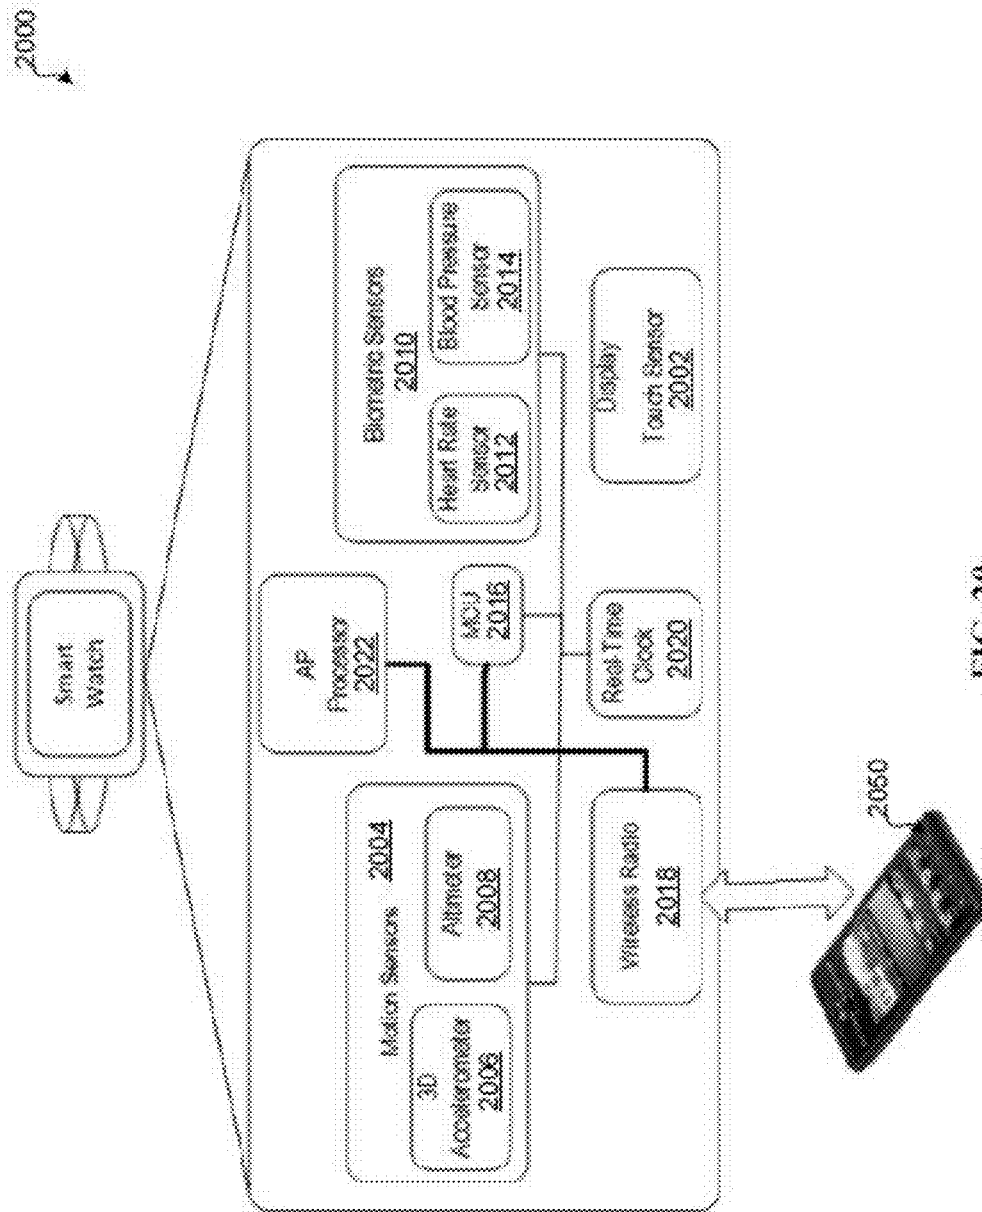 2000
Smart
Watch
Motion Sensors
2004
3D
Accelerometer
2006
Altimeter
2008
AP
Processor
2022
MCU
2016
Biometric Sensors
2010
Heart Rate
Sensor
2012
Blood Pressure
Sensor
2014
Wireless Radio
2018
Real-Time
Clock
2020
Display
Touch Sensor
2002
2050
FIG. 20